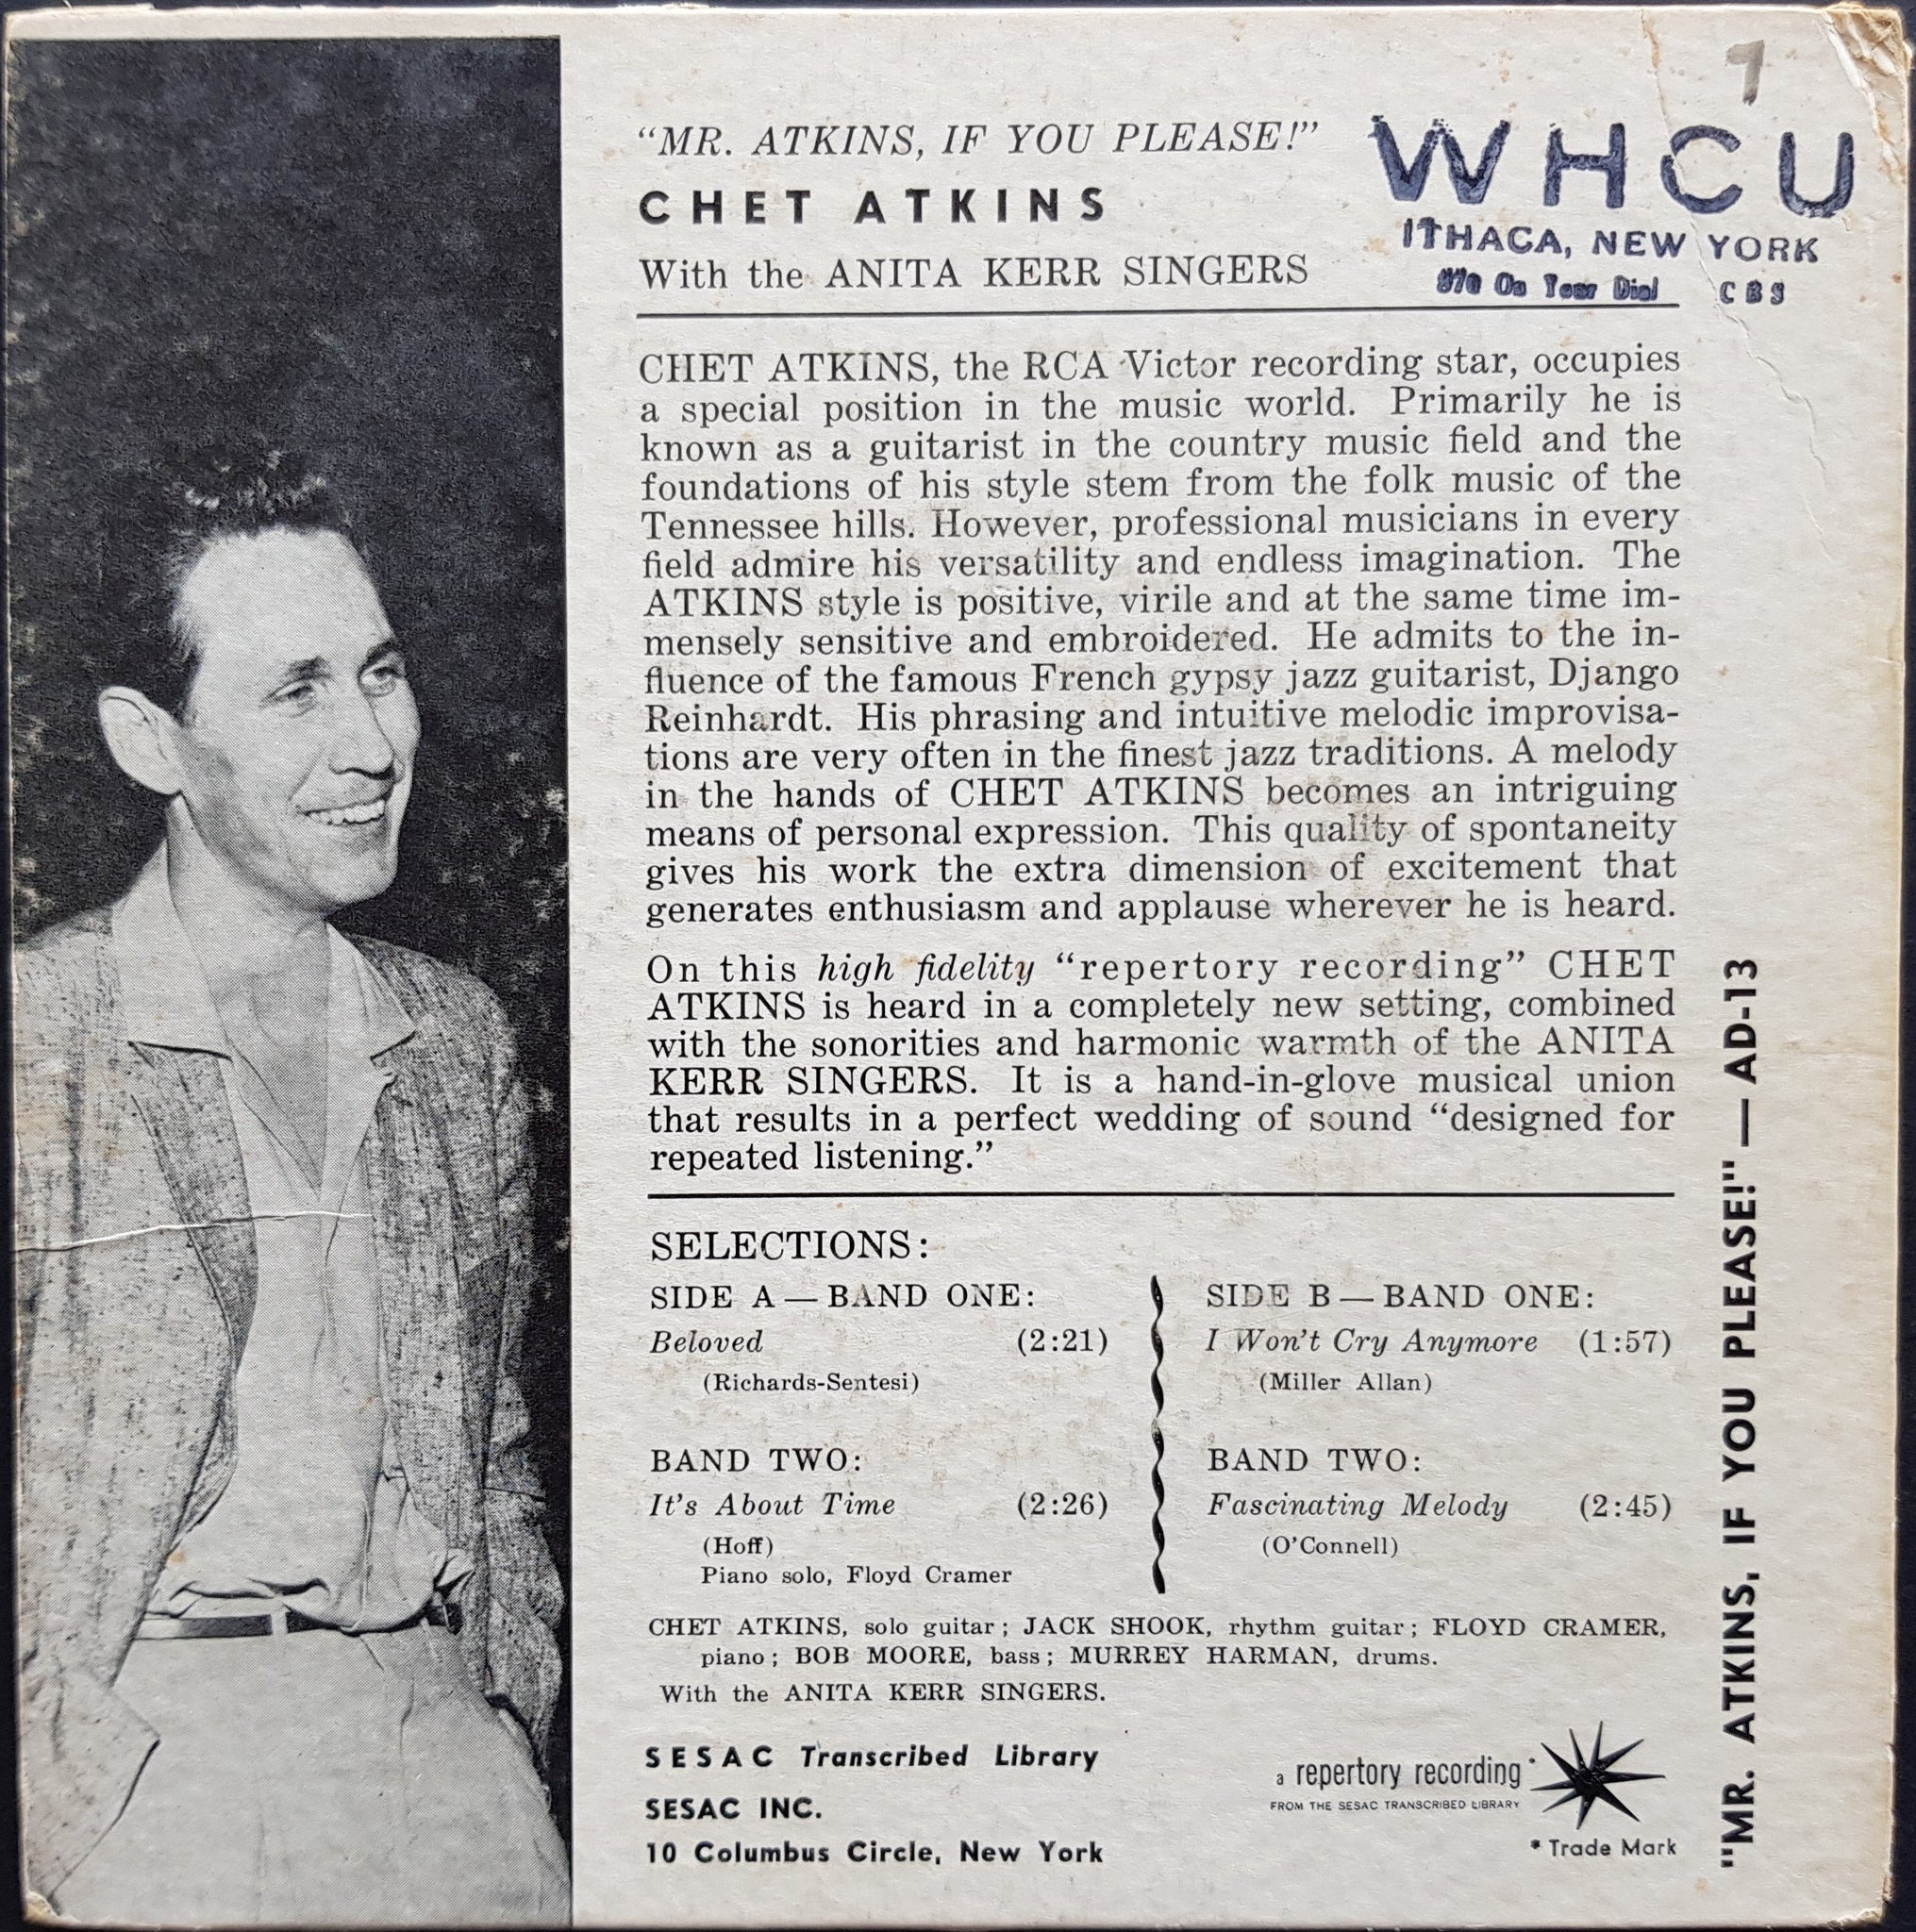 7
"MR. ATKINS, IF YOU PLEASE!"
CHET ATKINS
With the ANITA KERR SINGERS
WHCU
ITHACA, NEW YORK
870 On Your Dial CBS
CHET ATKINS, the RCA Victor recording star, occupies
a special position in the music world. Primarily he is
known as a guitarist in the country music field and the
foundations of his style stem from the folk music of the
Tennessee hills. However, professional musicians in every
field admire his versatility and endless imagination. The
ATKINS style is positive, virile and at the same time im-
mensely sensitive and embroidered. He admits to the in-
fluence of the famous French gypsy jazz guitarist, Django
Reinhardt. His phrasing and intuitive melodic improvisa-
tions are very often in the finest jazz traditions. A melody
in the hands of CHET ATKINS becomes an intriguing
means of personal expression. This quality of spontaneity
gives his work the extra dimension of excitement that
generates enthusiasm and applause wherever he is heard.
On this high fidelity "repertory recording" CHET
ATKINS is heard in a completely new setting, combined
with the sonorities and harmonic warmth of the ANITA
KERR SINGERS. It is a hand-in-glove musical union
that results in a perfect wedding of sound "designed for
repeated listening."
SELECTIONS:
SIDE A — BAND ONE:
Beloved (2:21)
(Richards-Sentesi)
BAND TWO:
It's About Time (2:26)
(Hoff)
Piano solo, Floyd Cramer
SIDE B — BAND ONE:
I Won't Cry Anymore (1:57)
(Miller Allan)
BAND TWO:
Fascinating Melody (2:45)
(O'Connell)
CHET ATKINS, solo guitar; JACK SHOOK, rhythm guitar; FLOYD CRAMER,
piano; BOB MOORE, bass; MURREY HARMAN, drums.
With the ANITA KERR SINGERS.
SESAC Transcribed Library
SESAC INC.
10 Columbus Circle, New York
a repertory recording*
FROM THE SESAC TRANSCRIBED LIBRARY
* Trade Mark
"MR. ATKINS, IF YOU PLEASE!" — AD-13